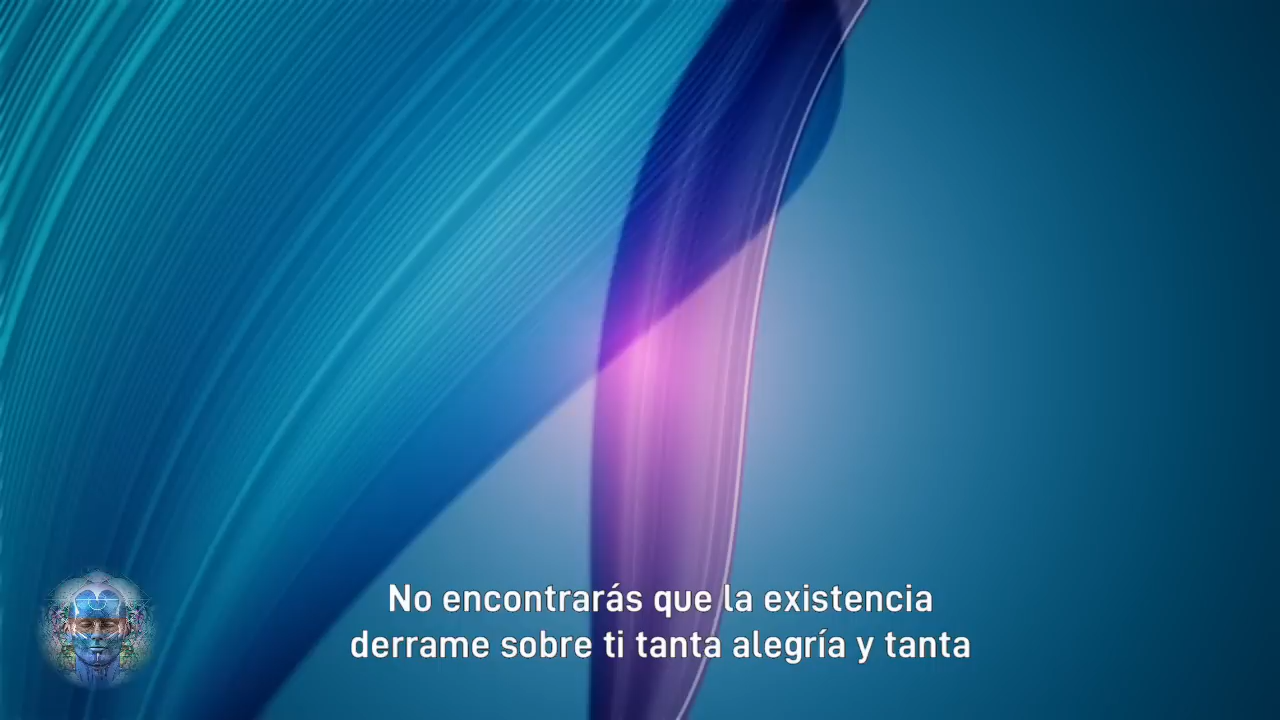 No encontrarás que la existencia
derrame sobre ti tanta alegría y tanta